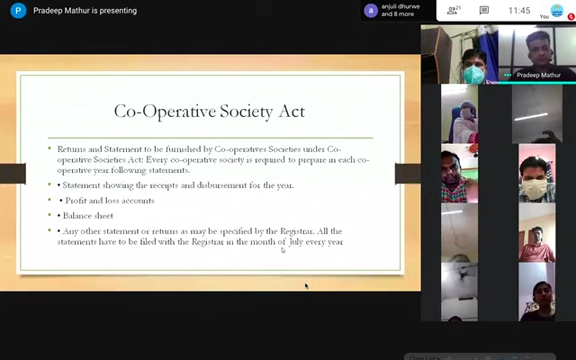 P Pradeep Mathur is presenting
a anjuli dhurwe
and 8 more
21
11:45
You
Co-Operative Society Act
• Returns and Statement to be furnished by Co-operatives Societies under Co-
operative Societies Act: Every co-operative society is required to prepare in each co-
operative year following statements.
• • Statement showing the receipts and disbursement for the year.
• • Profit and loss accounts
• • Balance sheet
• • Any other statement or returns as may be specified by the Registrar. All the
statements have to be filed with the Registrar in the month of July every year
Pradeep Mathur